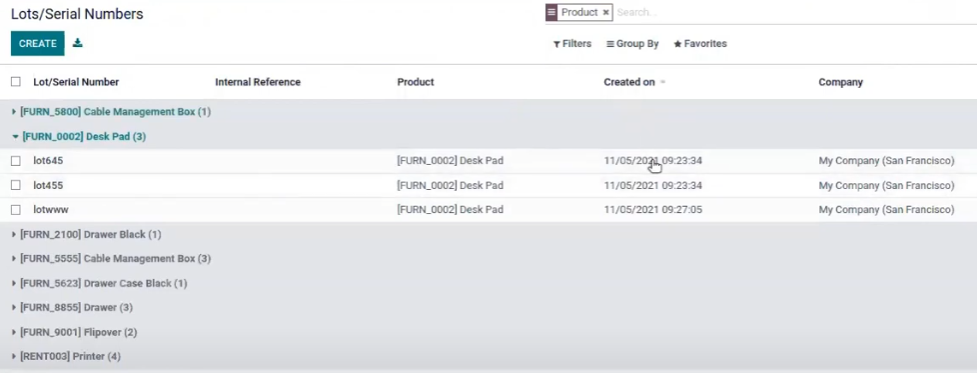 Lots/Serial Numbers
Product × Search...
CREATE Filters Group By Favorites
Lot/Serial Number Internal Reference Product Created on Company
[FURN_5800] Cable Management Box (1)
[FURN_0002] Desk Pad (3)
lot645 [FURN_0002] Desk Pad 11/05/2021 09:23:34 My Company (San Francisco)
lot455 [FURN_0002] Desk Pad 11/05/2021 09:23:34 My Company (San Francisco)
lotwww [FURN_0002] Desk Pad 11/05/2021 09:27:05 My Company (San Francisco)
[FURN_2100] Drawer Black (1)
[FURN_5555] Cable Management Box (3)
[FURN_5623] Drawer Case Black (1)
[FURN_8855] Drawer (3)
[FURN_9001] Flipover (2)
[RENT003] Printer (4)